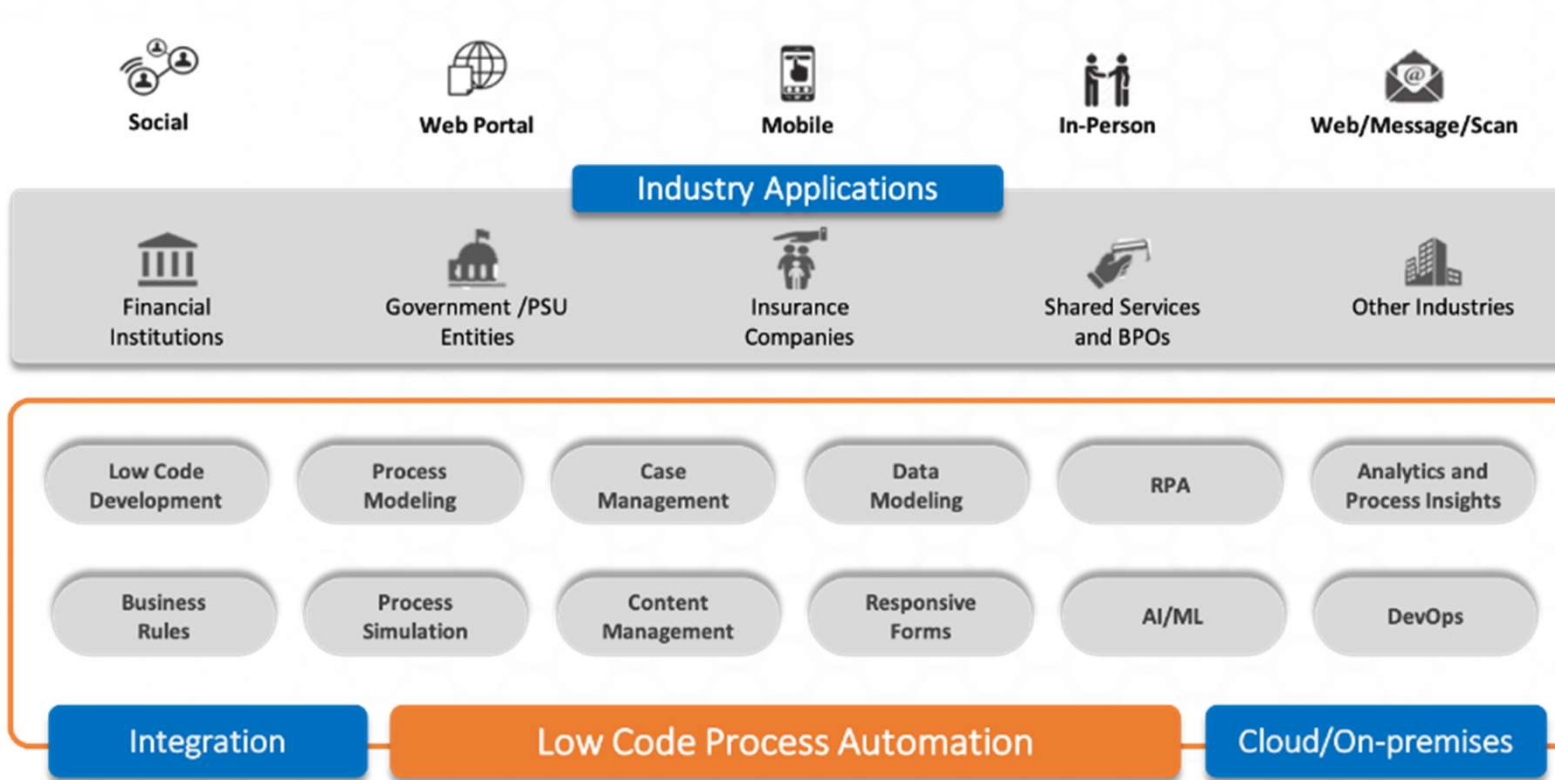 Social
Web Portal
Mobile
In-Person
@
Web/Message/Scan
Industry Applications
Financial
Institutions
Government /PSU
Entities
Insurance
Companies
Shared Services
and BPOs
Other Industries
Low Code
Development
Process
Modeling
Case
Management
Data
Modeling
RPA
Analytics and
Process Insights
Business
Rules
Process
Simulation
Content
Management
Responsive
Forms
AI/ML
DevOps
Integration
Low Code Process Automation
Cloud/On-premises